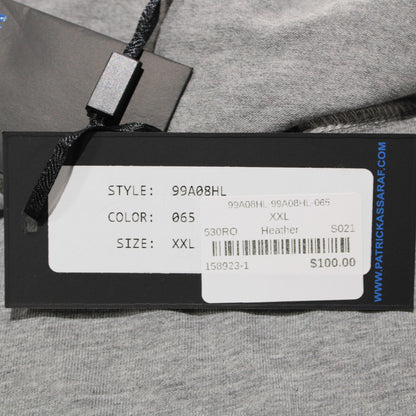 STYLE: 99A08HL
COLOR: 065
SIZE: XXL
99A08HL-99A08HL-065
XXL
530RO Heather S021
158923-1 $100.00
WWW.PATRICKASSARAF.COM